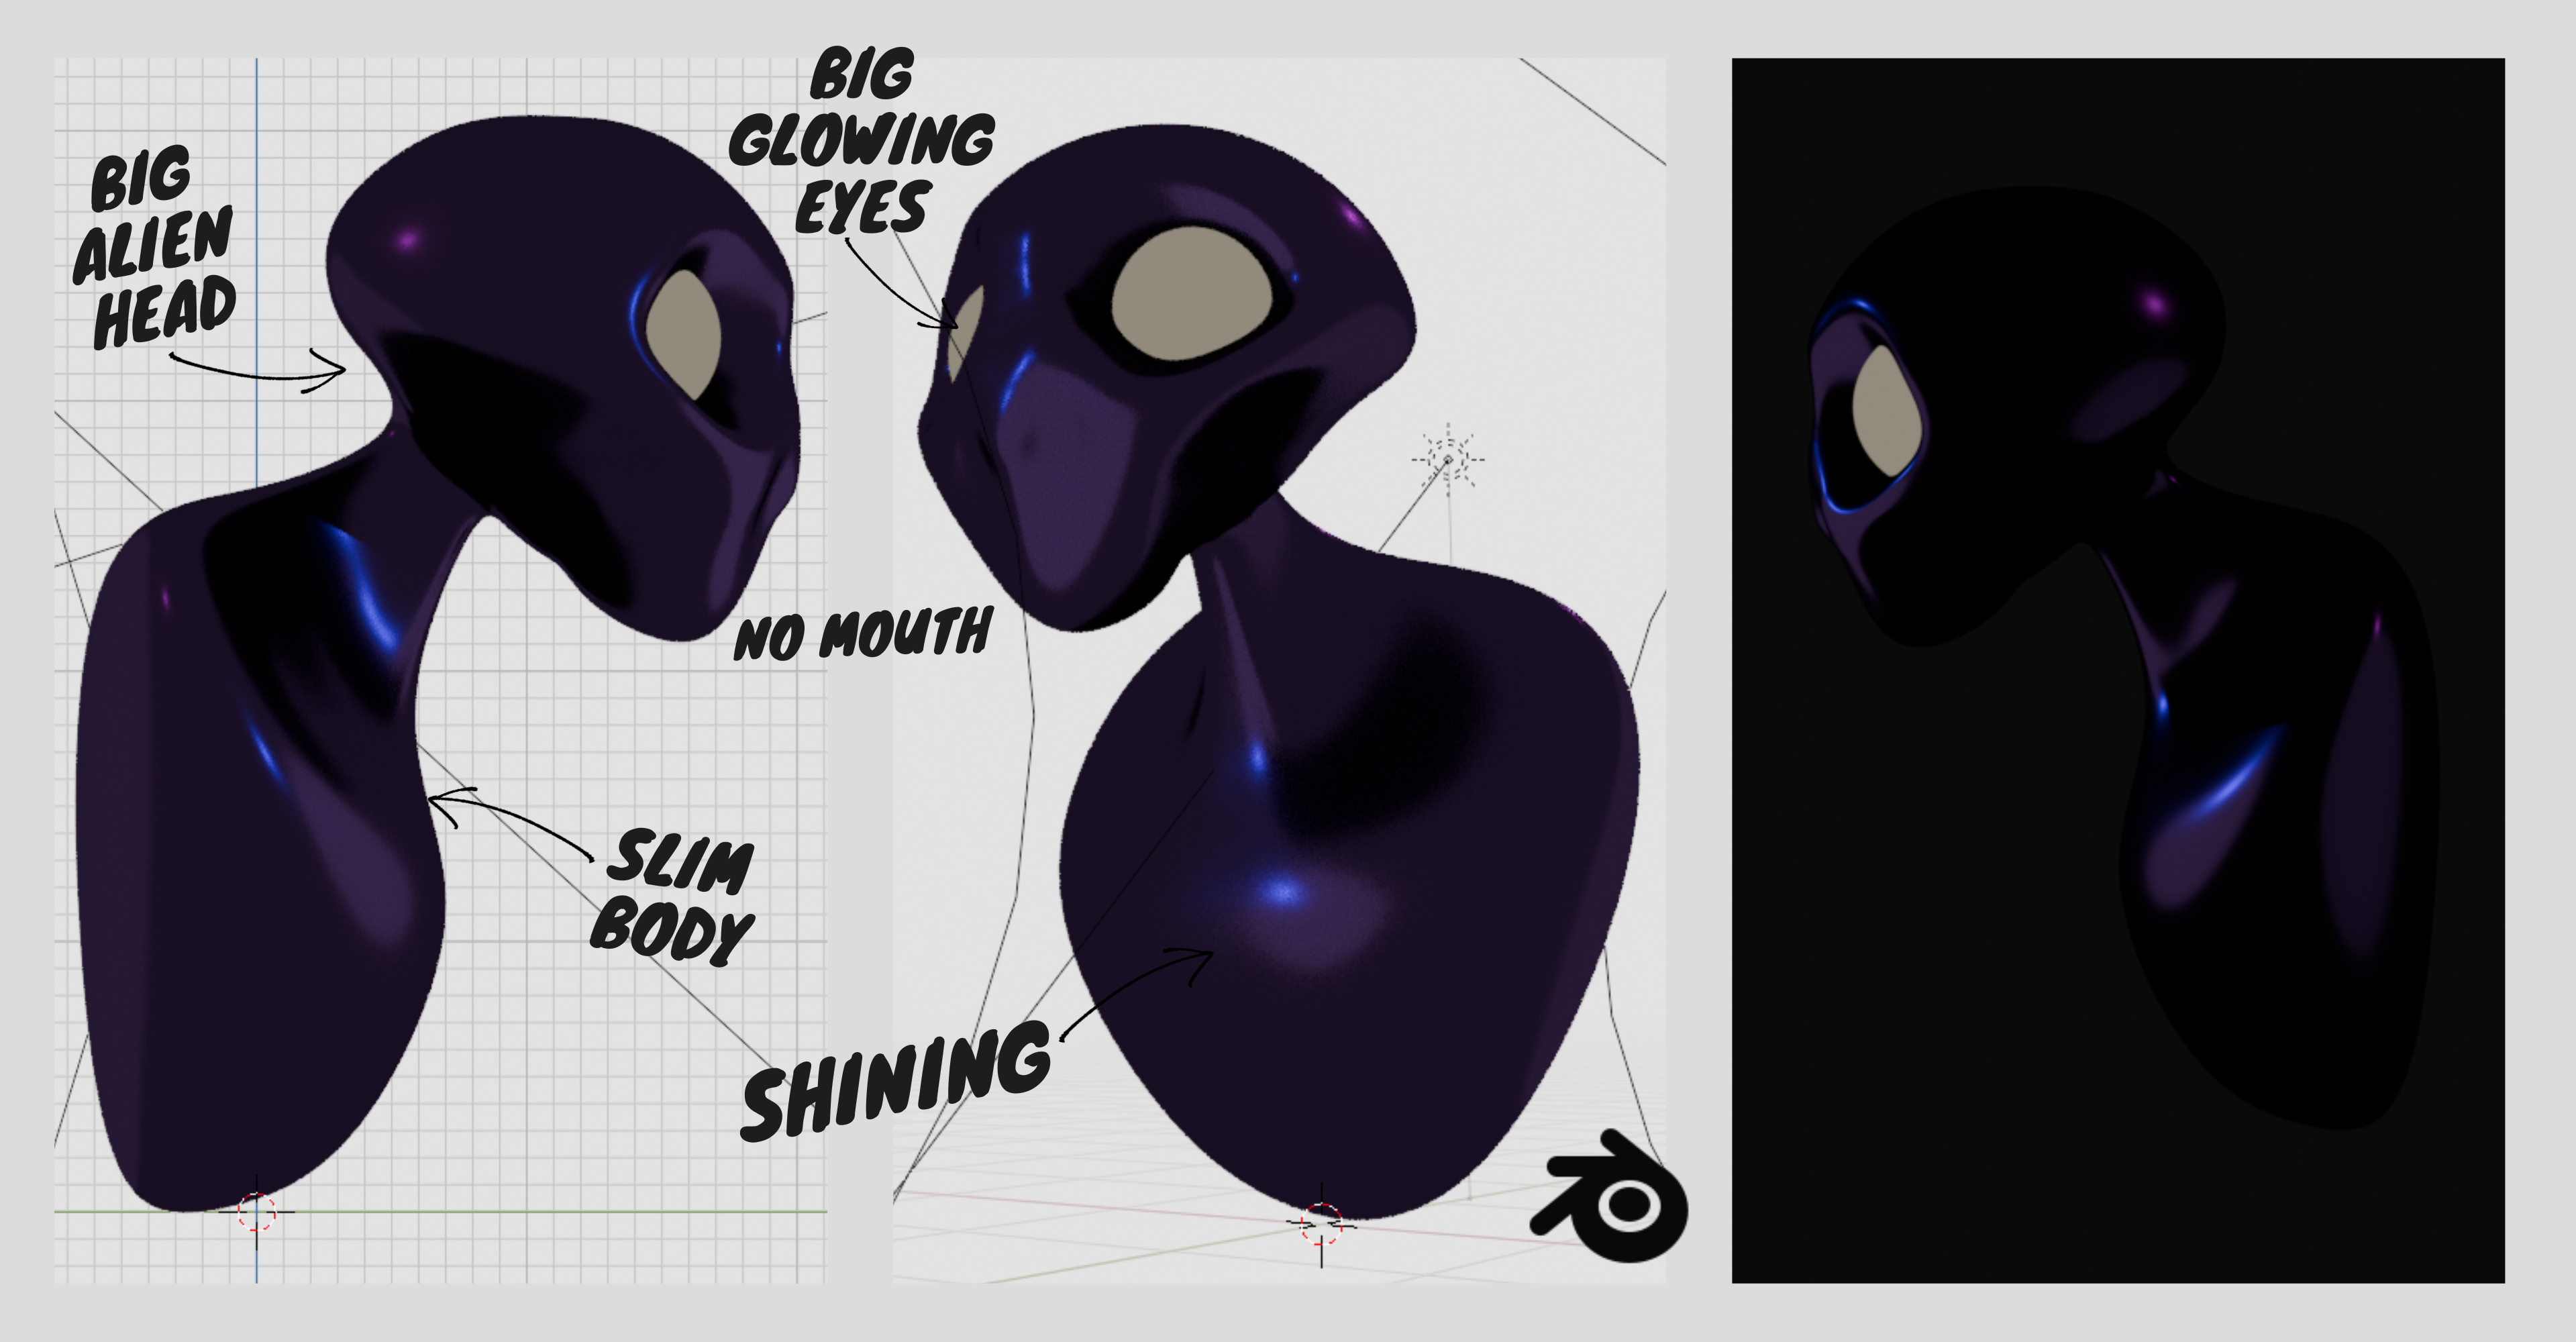 BIG
ALIEN
HEAD
BIG
GLOWING
EYES
NO MOUTH
SLIM
BODY
SHINING